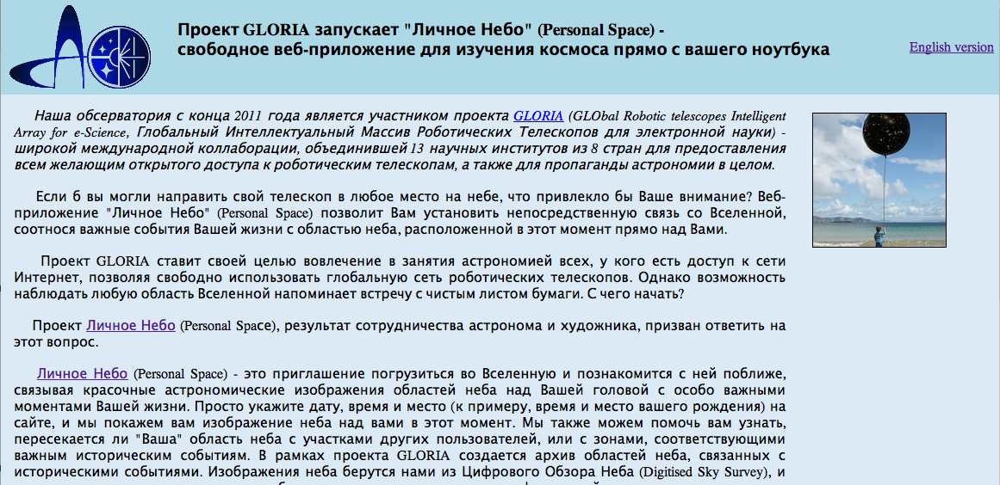 Проект GLORIA запускает "Личное Небо" (Personal Space) -
свободное веб-приложение для изучения космоса прямо с вашего ноутбука
English version
Наша обсерватория с конца 2011 года является участником проекта GLORIA (GLObal Robotic telescopes Intelligent
Array for e-Science, Глобальный Интеллектуальный Массив Роботических Телескопов для электронной науки) -
широкой международной коллаборации, объединившей 13 научных институтов из 8 стран для предоставления
всем желающим открытого доступа к роботическим телескопам, а также для пропаганды астрономии в целом.
Если б вы могли направить свой телескоп в любое место на небе, что привлекло бы Ваше внимание? Веб-
приложение "Личное Небо" (Personal Space) позволит Вам установить непосредственную связь со Вселенной,
соотнося важные события Вашей жизни с областью неба, расположенной в этот момент прямо над Вами.
Проект GLORIA ставит своей целью вовлечение в занятия астрономией всех, у кого есть доступ к сети
Интернет, позволяя свободно использовать глобальную сеть роботических телескопов. Однако возможность
наблюдать любую область Вселенной напоминает встречу с чистым листом бумаги. С чего начать?
Проект Личное Небо (Personal Space), результат сотрудничества астронома и художника, призван ответить на
этот вопрос.
Личное Небо (Personal Space) - это приглашение погрузиться во Вселенную и познакомится с ней поближе,
связывая красочные астрономические изображения областей неба над Вашей головой с особо важными
моментами Вашей жизни. Просто укажите дату, время и место (к примеру, время и место вашего рождения) на
сайте, и мы покажем вам изображение неба над вами в этот момент. Мы также можем помочь вам узнать,
пересекается ли "Ваша" область неба с участками других пользователей, или с зонами, соответствующими
важным историческим событиям. В рамках проекта GLORIA создается архив областей неба, связанных с
историческими событиями. Изображения неба берутся нами из Цифрового Обзора Неба (Digitised Sky Survey), и